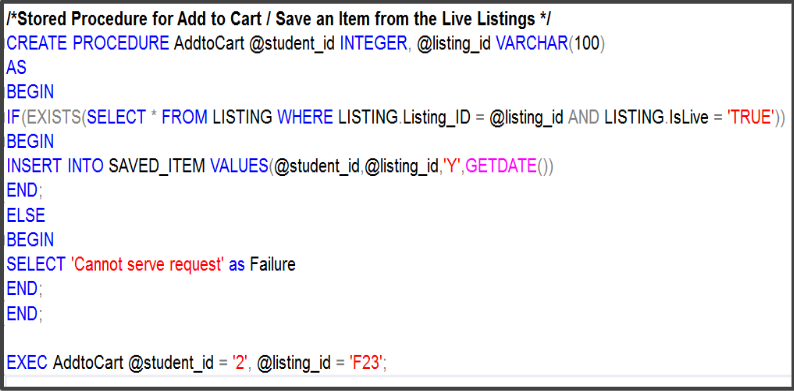 /*Stored Procedure for Add to Cart / Save an Item from the Live Listings */
CREATE PROCEDURE AddtoCart @student_id INTEGER, @listing_id VARCHAR(100)
AS
BEGIN
IF(EXISTS(SELECT * FROM LISTING WHERE LISTING.Listing_ID = @listing_id AND LISTING.IsLive = 'TRUE'))
BEGIN
INSERT INTO SAVED_ITEM VALUES(@student_id,@listing_id,'Y',GETDATE())
END;
ELSE
BEGIN
SELECT 'Cannot serve request' as Failure
END;
END;
EXEC AddtoCart @student_id = '2', @listing_id = 'F23';